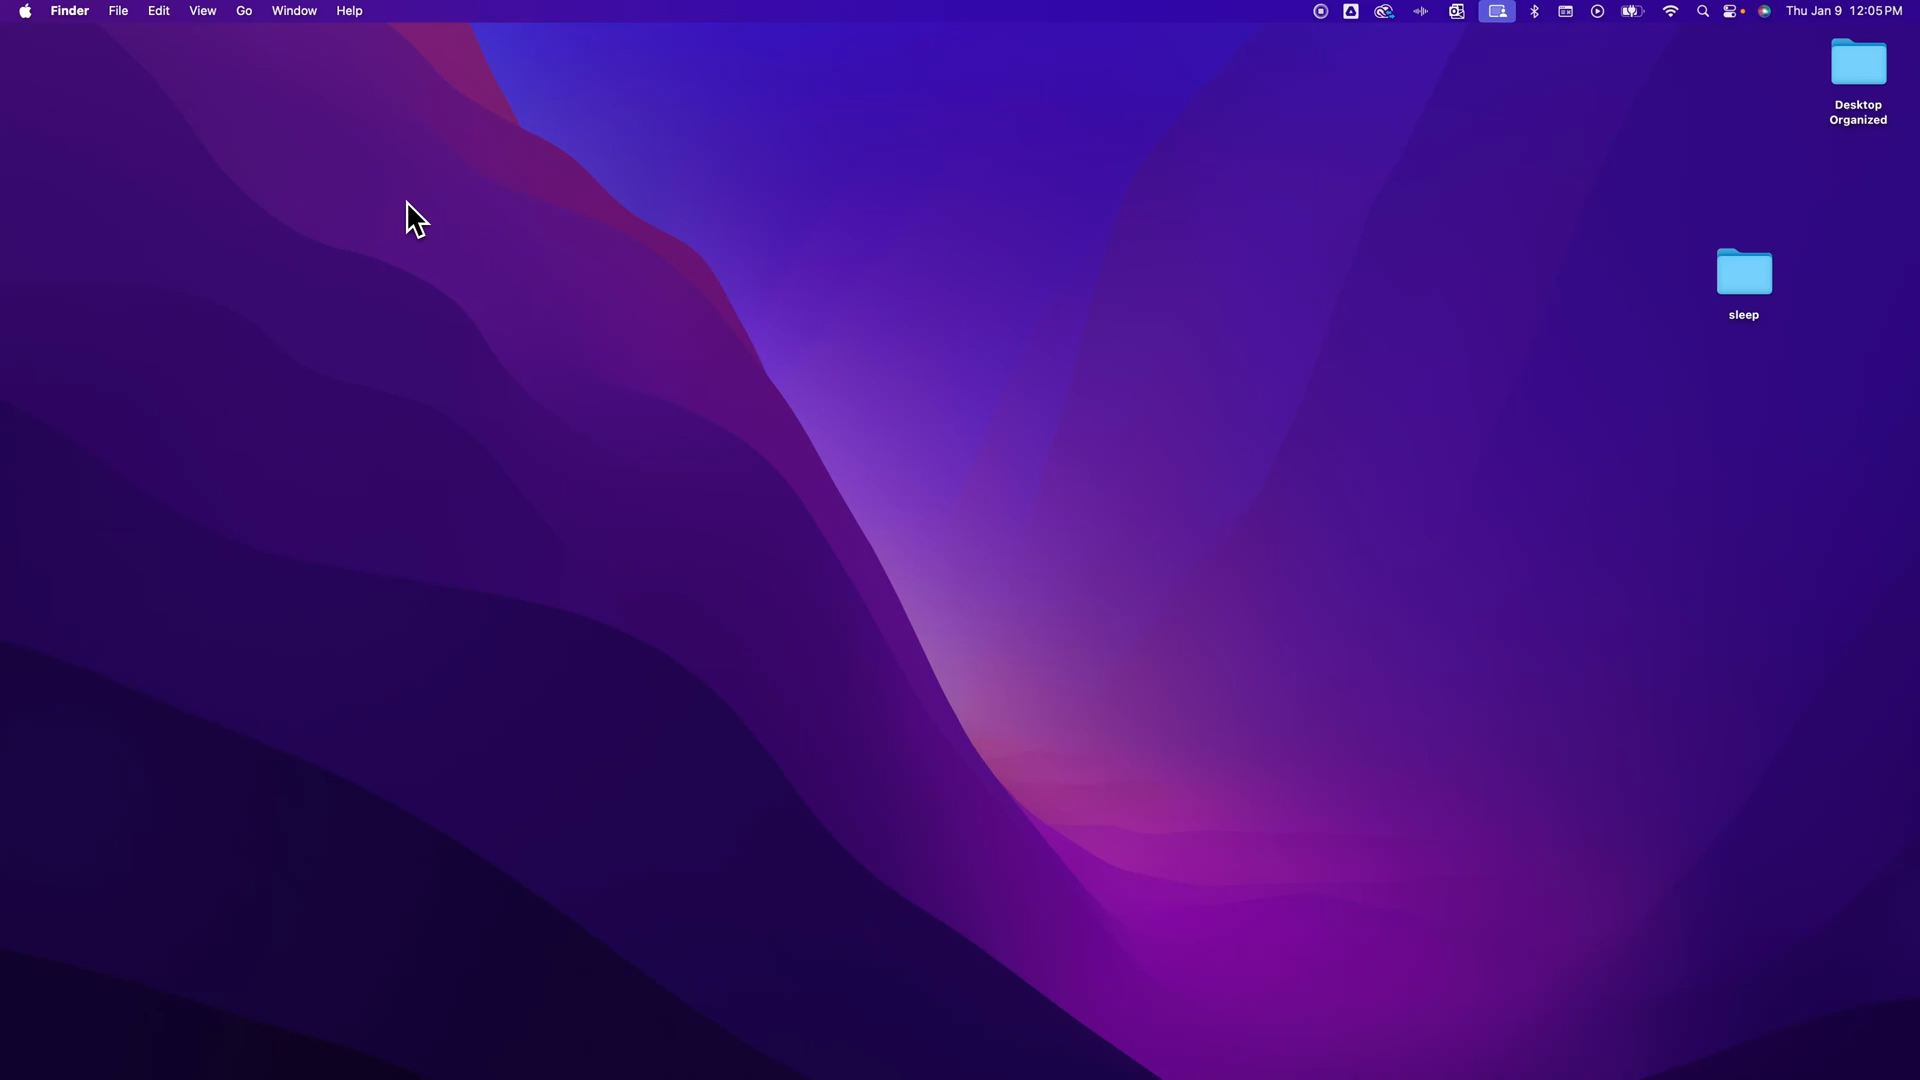 Finder File Edit View Go Window Help Thu Jan 9 12:05 PM
Desktop
Organized
sleep